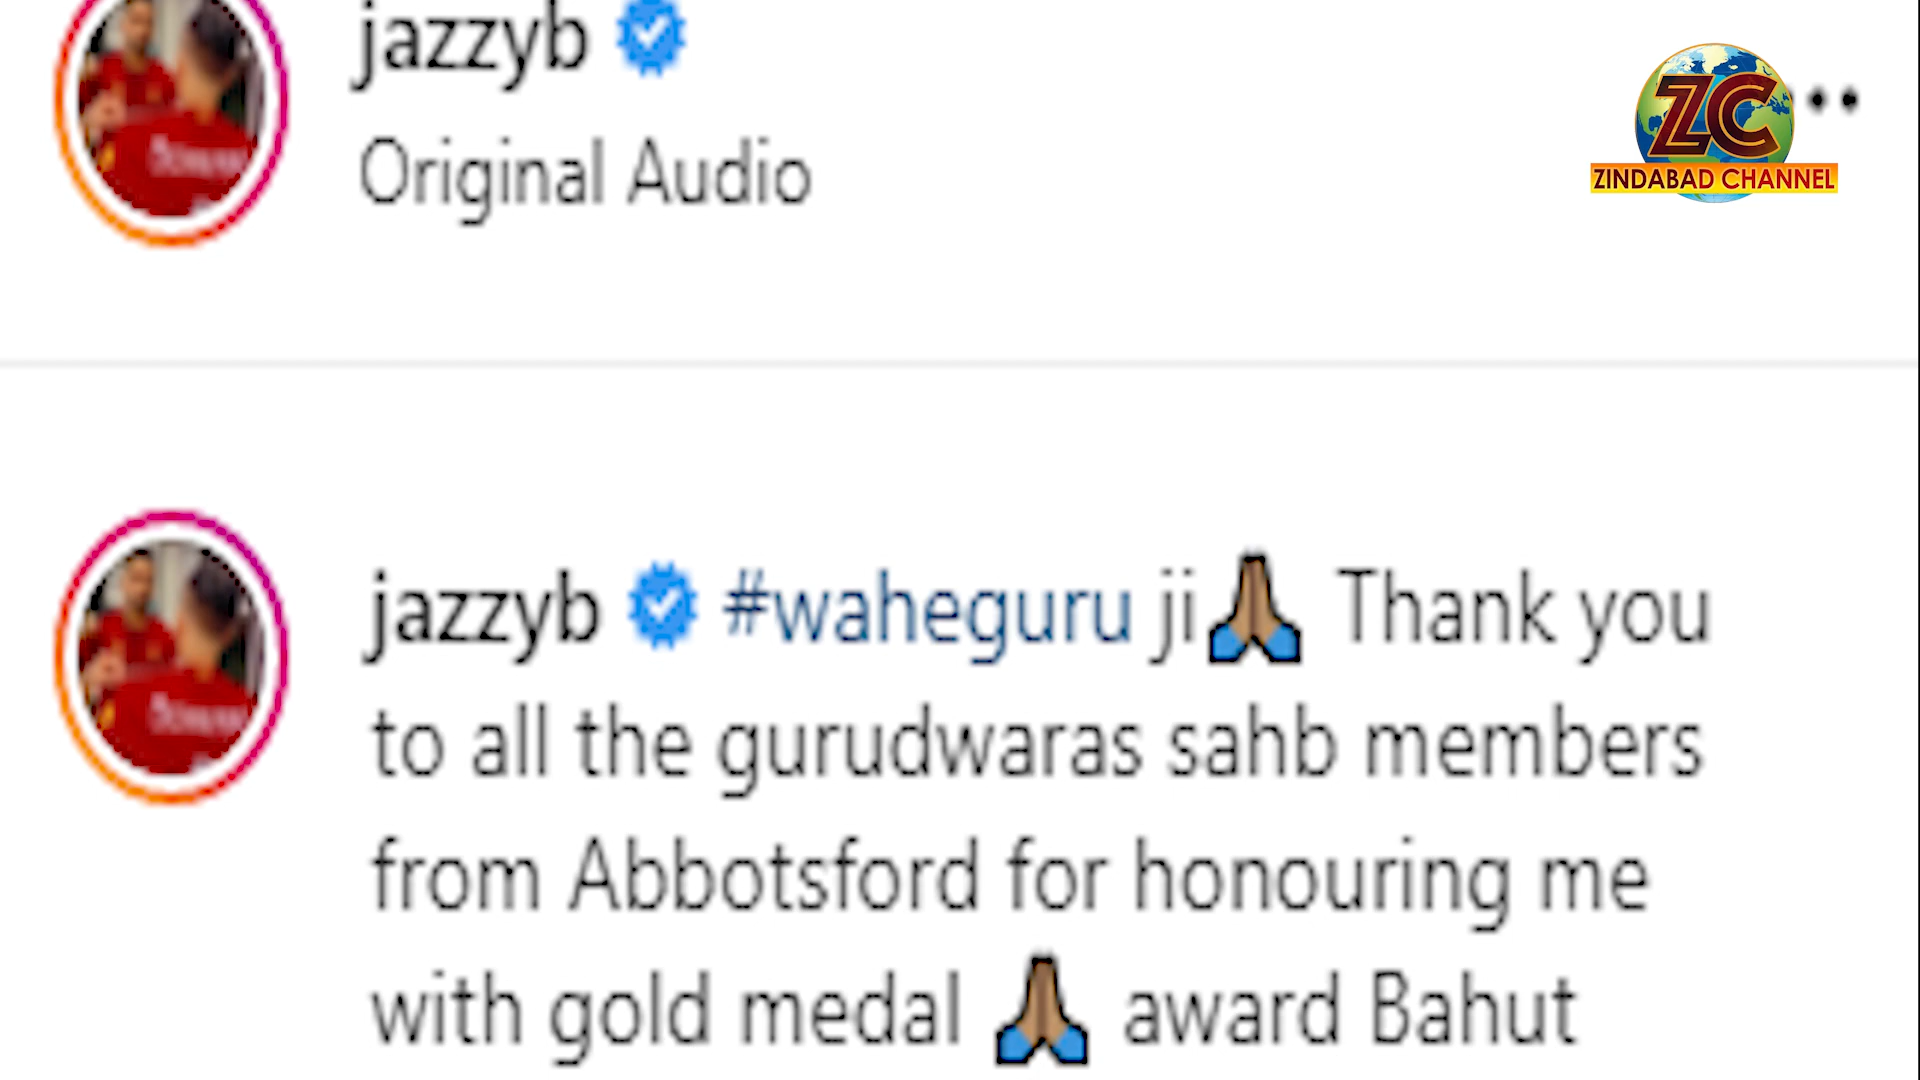 jazzyb
Original Audio
ZC
ZINDABAD CHANNEL
jazzyb #waheguru ji🙏🏽 Thank you
to all the gurudwaras sahb members
from Abbotsford for honouring me
with gold medal 🙏🏽 award Bahut